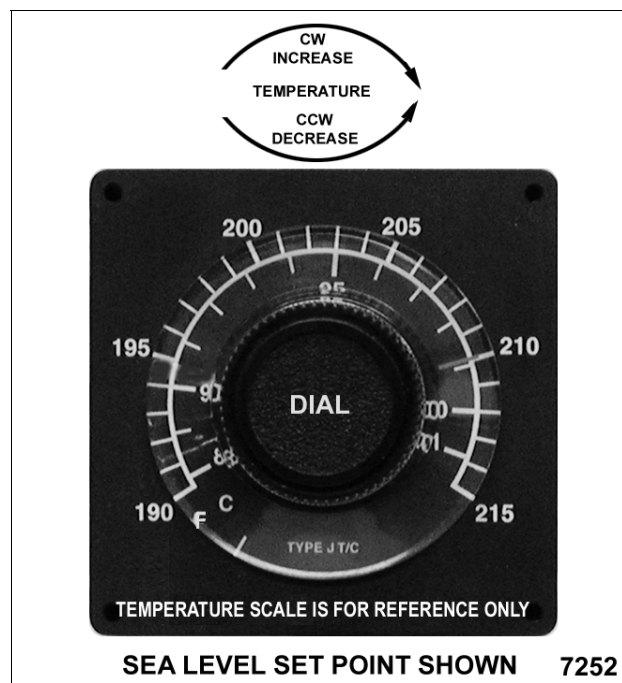 CW
INCREASE
TEMPERATURE
CCW
DECREASE
200
205
95
195
210
90
190
215
F
C
DIAL
TYPE J T/C
TEMPERATURE SCALE IS FOR REFERENCE ONLY
SEA LEVEL SET POINT SHOWN 7252